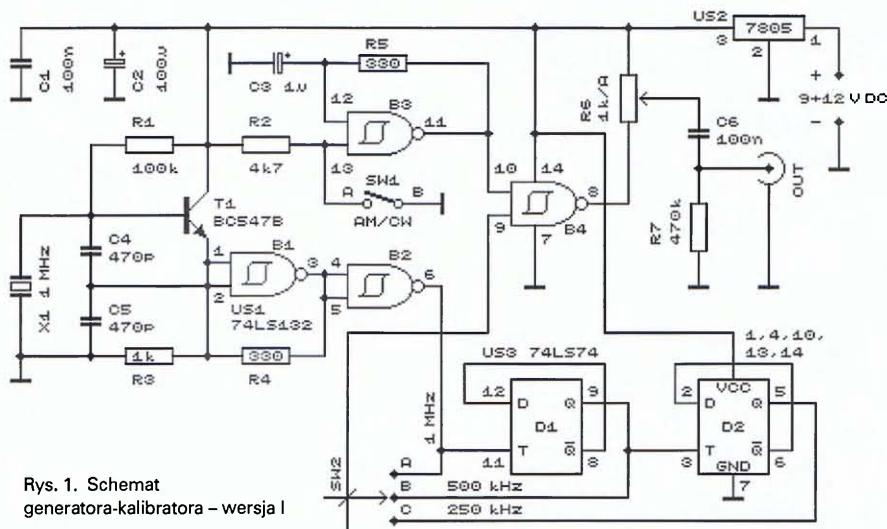 US2
7805
3
2
1
C1
100n
C2
100u
C3 1u
R5
330
12
B3
11
13
R6
1k/A
+
9÷12 V DC
-
C6
100n
R1
100k
R2
4k7
A
SW1
B
AM/CW
10
14
8
9
B4
7
OUT
R7
470k
T1
BC547B
X1 1 MHz
C4
470p
C5
470p
1
B1
3
2
US1
74LS132
4
B2
6
5
1k
R3
330
R4
1 MHz
US3 74LS74
12
D
Q
9
D1
11
T
Q
8
1,4,10,
13,14
VCC
2
D
Q
5
D2
3
T
Q
6
GND
7
SW2
A
B
500 kHz
C
250 kHz
Rys. 1. Schemat
generatora-kalibratora – wersja I